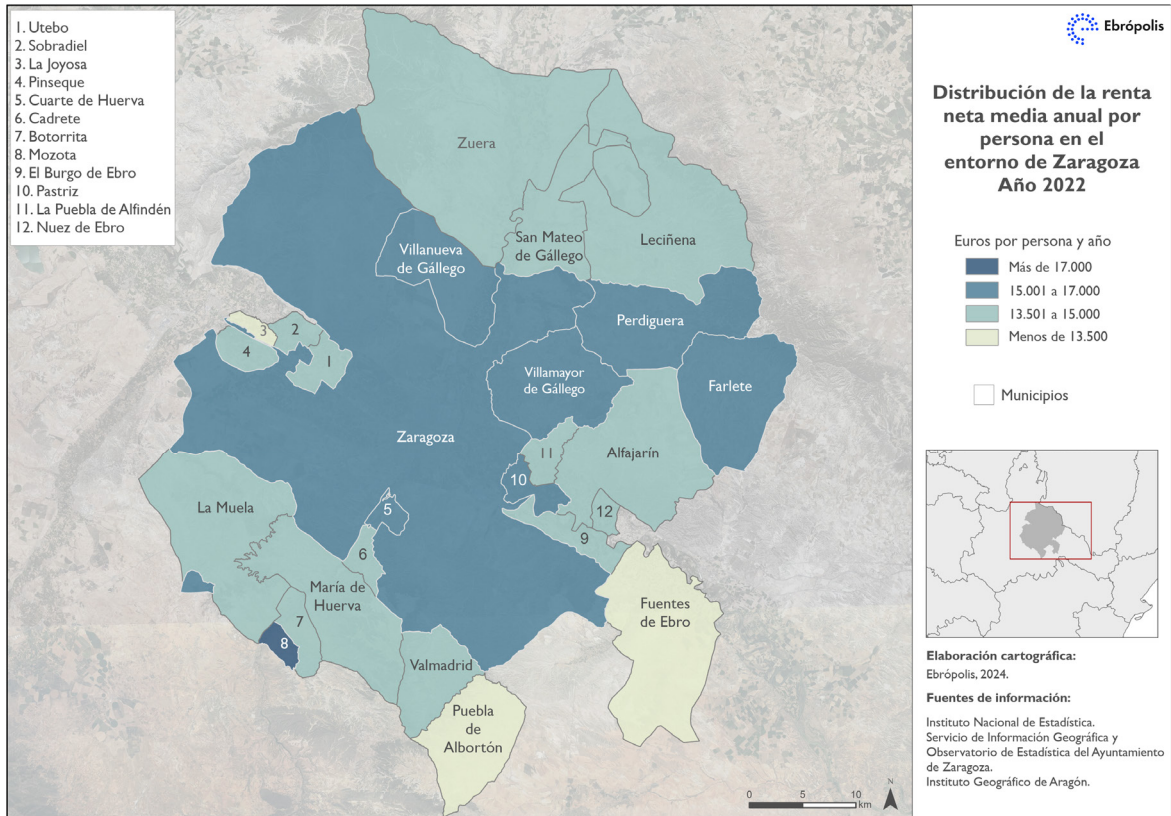 1. Utebo
2. Sobradiel
3. La Joyosa
4. Pinseque
5. Cuarte de Huerva
6. Cadrete
7. Botorrita
8. Mozota
9. El Burgo de Ebro
10. Pastriz
11. La Puebla de Alfindén
12. Nuez de Ebro
Zuera
San Mateo
de Gállego
Leciñena
Villanueva
de Gállego
Perdiguera
3
2
4
1
Villamayor
de Gállego
Farlete
Zaragoza
11
Alfajarín
10
La Muela
5
12
9
6
María de
Huerva
7
8
Fuentes
de Ebro
Valmadrid
Puebla
de
Albortón
0
5
10
km
N
Ebrópolis
Distribución de la renta
neta media anual por
persona en el
entorno de Zaragoza
Año 2022
Euros por persona y año
Más de 17.000
15.001 a 17.000
13.501 a 15.000
Menos de 13.500
Municipios
Elaboración cartográfica:
Ebrópolis, 2024.
Fuentes de información:
Instituto Nacional de Estadística.
Servicio de Información Geográfica y
Observatorio de Estadística del Ayuntamiento
de Zaragoza.
Instituto Geográfico de Aragón.